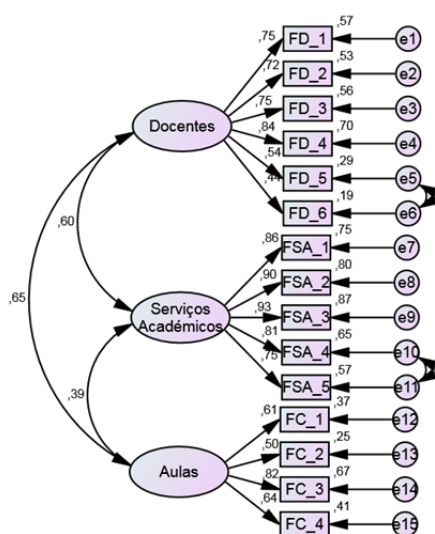 ,57
,75 FD_1 e1
,53
,72 FD_2 e2
,56
,75 FD_3 e3
Docentes
,70
,84 FD_4 e4
,29
,54 FD_5 e5
,19
,44 FD_6 e6
,60
,75
,86 FSA_1 e7
,80
,90 FSA_2 e8
,65
,87
,93 FSA_3 e9
Serviços
Académicos
,65
,81 FSA_4 e10
,57
,75 FSA_5 e11
,39
,37
,61 FC_1 e12
,25
,50 FC_2 e13
Aulas
,67
,82 FC_3 e14
,41
,64 FC_4 e15